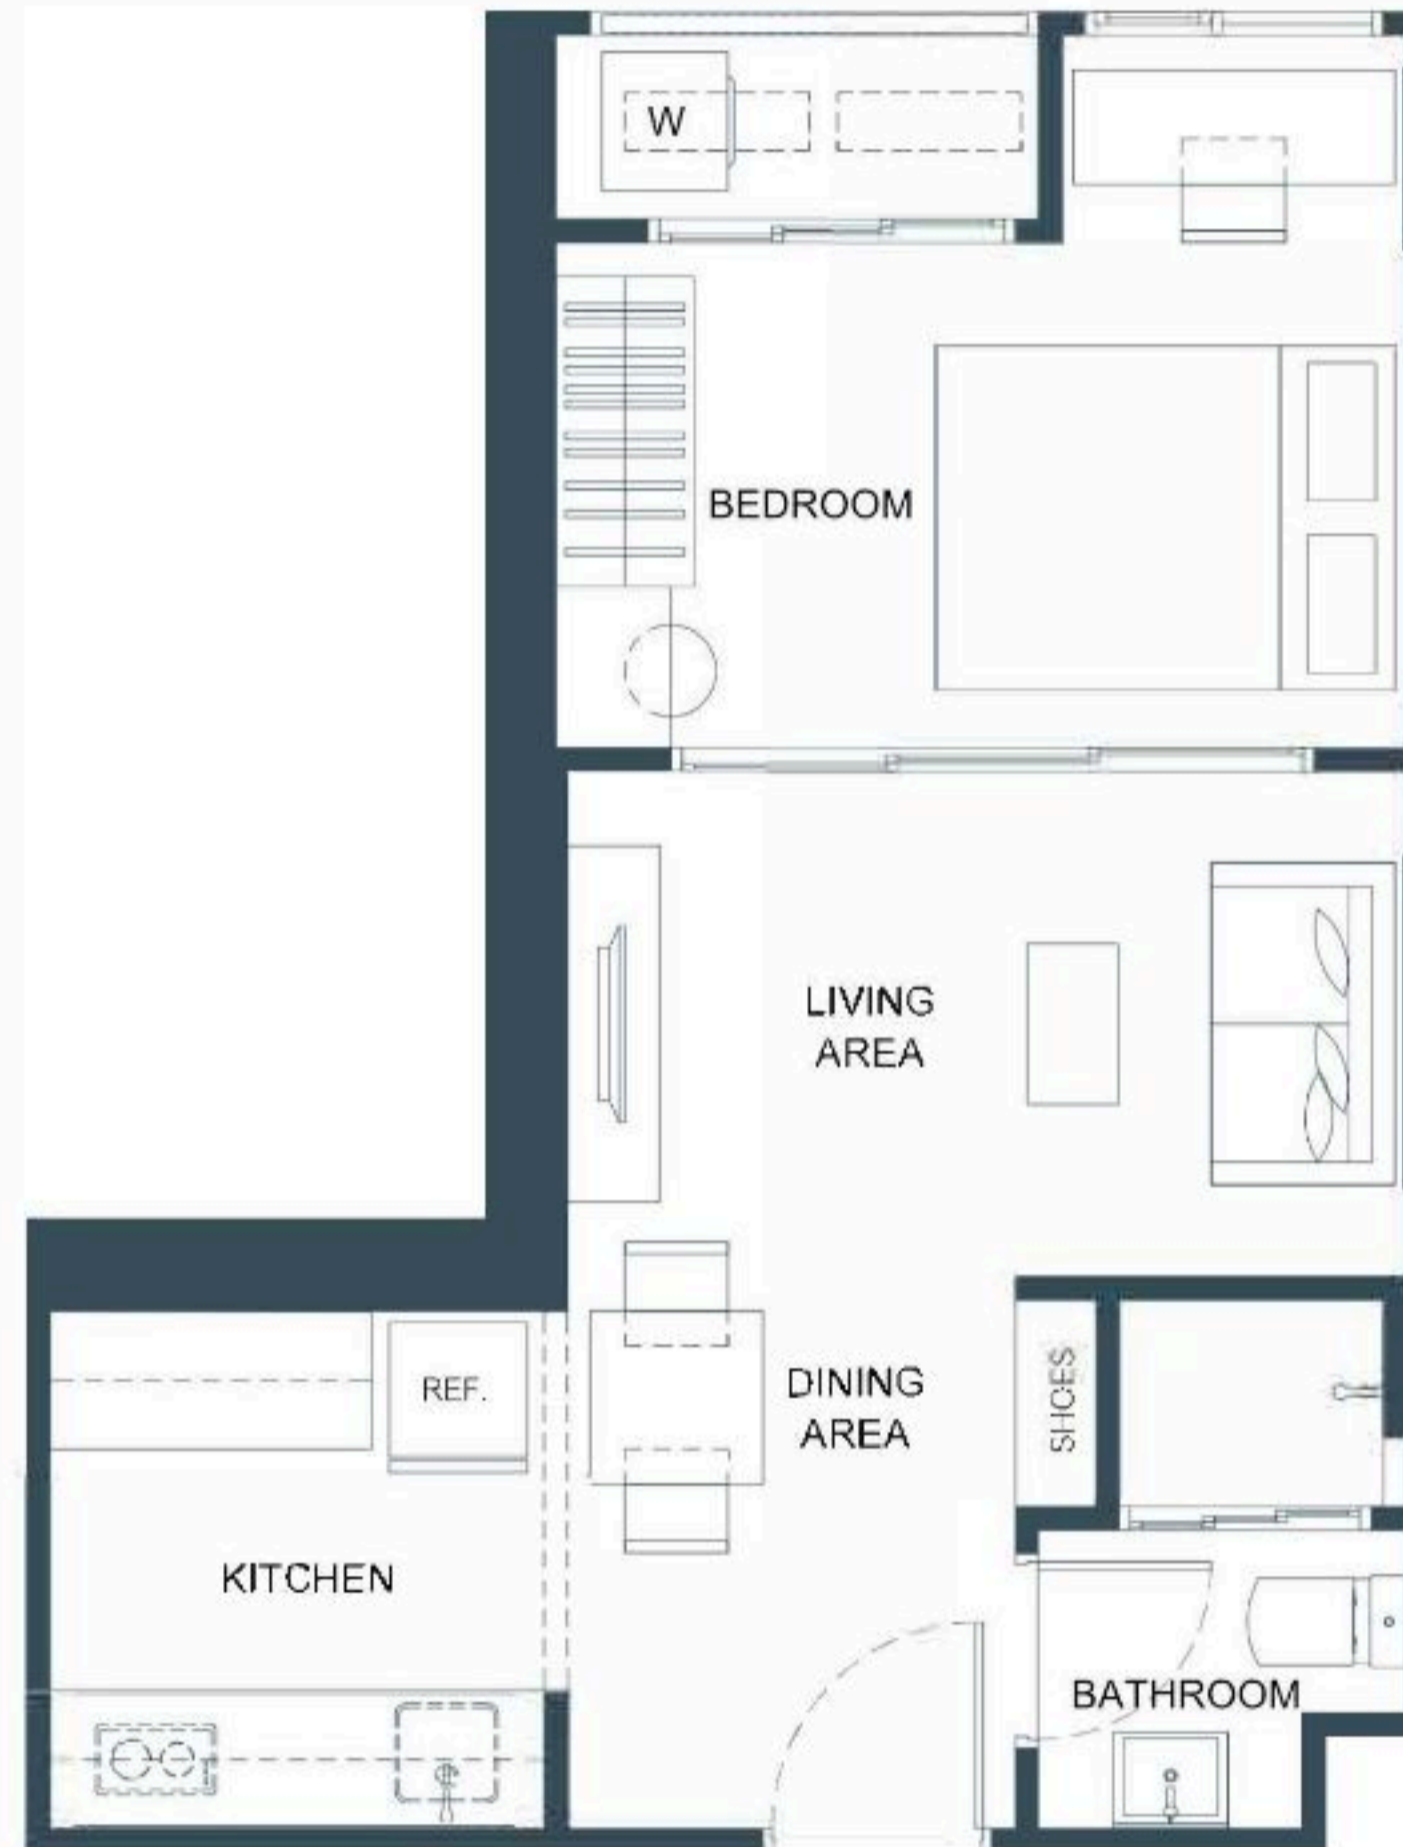 W
BEDROOM
LIVING
AREA
REF.
DINING
AREA
SHOES
KITCHEN
BATHROOM